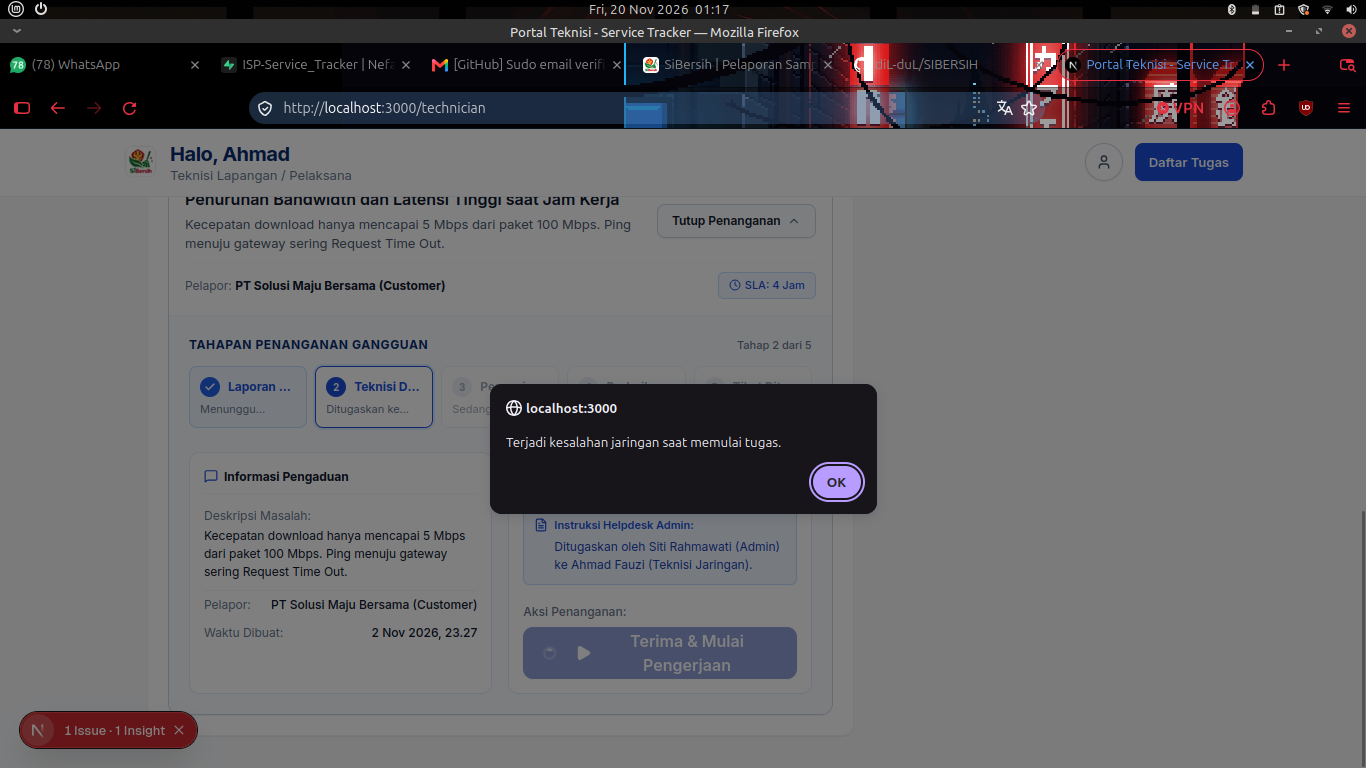 Fri, 20 Nov 2026 01:17
Portal Teknisi - Service Tracker — Mozilla Firefox
(78) WhatsApp
ISP-Service_Tracker | Nef
[GitHub] Sudo email verif
SiBersih | Pelaporan Sam
diL-duL/SIBERSIH
Portal Teknisi - Service Tr
http://localhost:3000/technician
VPN
Halo, Ahmad
Teknisi Lapangan / Pelaksana
Daftar Tugas
Penurunan Bandwidth dan Latensi Tinggi saat Jam Kerja
Kecepatan download hanya mencapai 5 Mbps dari paket 100 Mbps. Ping
menuju gateway sering Request Time Out.
Tutup Penanganan
Pelapor: PT Solusi Maju Bersama (Customer)
SLA: 4 Jam
TAHAPAN PENANGANAN GANGGUAN
Tahap 2 dari 5
Laporan ...
Menunggu...
2 Teknisi D...
Ditugaskan ke...
3
localhost:3000
Terjadi kesalahan jaringan saat memulai tugas.
OK
Informasi Pengaduan
Deskripsi Masalah:
Kecepatan download hanya mencapai 5 Mbps
dari paket 100 Mbps. Ping menuju gateway
sering Request Time Out.
Pelapor: PT Solusi Maju Bersama (Customer)
Waktu Dibuat: 2 Nov 2026, 23.27
Instruksi Helpdesk Admin:
Ditugaskan oleh Siti Rahmawati (Admin)
ke Ahmad Fauzi (Teknisi Jaringan).
Aksi Penanganan:
Terima & Mulai
Pengerjaan
N 1 Issue · 1 Insight